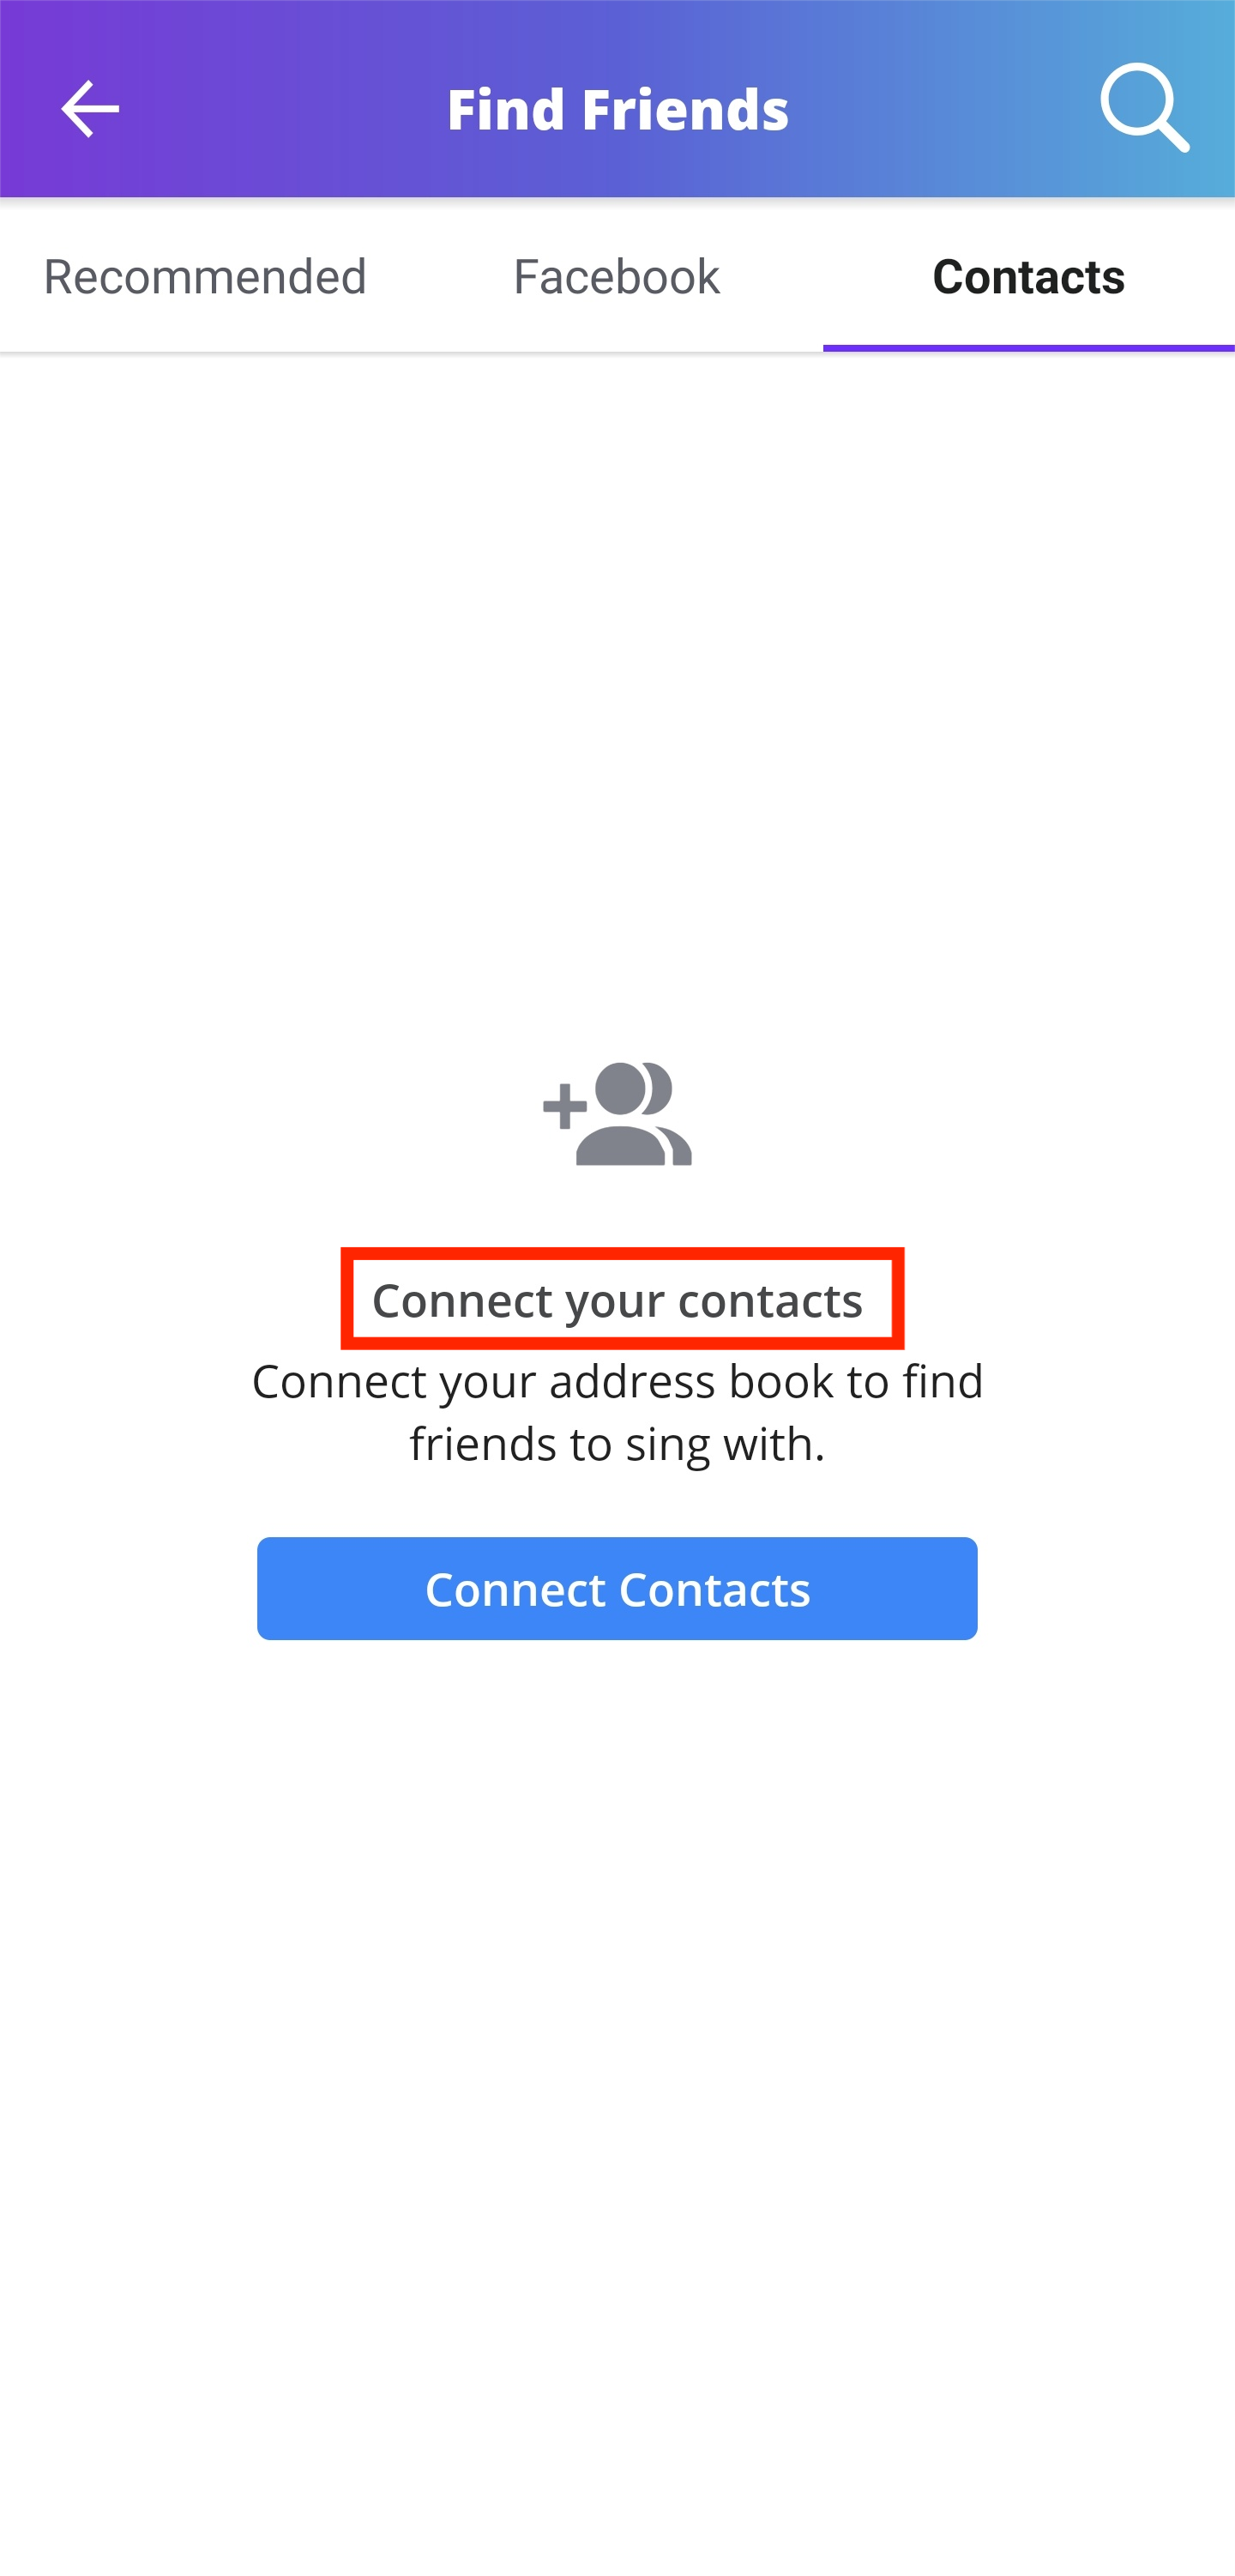 Find Friends
Recommended Facebook Contacts
Connect your contacts
Connect your address book to find
friends to sing with.
Connect Contacts